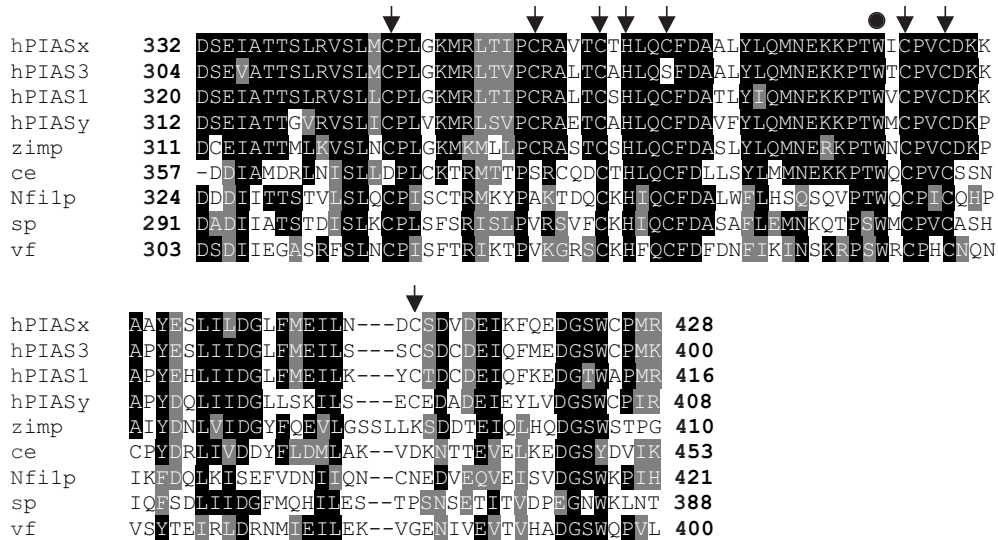 hPIASx 332 DSEIATTSLRVSLMCPLGKMRLTIPCRAVTCTHLQCFDAALYLQMNEKKPTWICPVCDKK
hPIAS3 304 DSEVATTSLRVSLMCPLGKMRLTVPCRALTCAHLQSFDAALYLQMNEKKPTWTCPVCDKK
hPIAS1 320 DSEIATTSLRVSLLCPLGKMRLTIPCRALTCSHLQCFDATLYIQMNEKKPTWVCPVCDKK
hPIASy 312 DSEIATTGVRVSLICPLVKMRLSVPCRAETCAHLQCFDAVFYLQMNEKKPTWMCPVCDKP
zimp 311 DCEIATTMLKVSLNCPLGKMKMLLPCRASTCSHLQCFDASLYLQMNERKPTWNCPVCDKP
ce 357 -DDIAMDRLNISLLDPLCKTRMTTPSRCQDCTHLQCFDLLSYLMMNEKKPTWQCPVCSSN
Nfi1p 324 DDDIITTSTVLSLQCPISCTRMKYPAKTDQCKHIQCFDALWFLHSQSQVPTWQCPICQHP
sp 291 DADIIATSTDISLKCPLSFSRISLPVRSVFCKHIQCFDASAFLEMNKQTPSWMCPVCASH
vf 303 DSDIIEGASRFSLNCPISFTRIKTPVKGRSCKHFQCFDFDNFIKINSKRPSWRCPHCNQN
hPIASx AAYESLILDGLFMEILN---DCSDVDEIKFQEDGSWCPMR 428
hPIAS3 APYESLIIDGLFMEILS---SCSDCDEIQFMEDGSWCPMK 400
hPIAS1 APYEHLIIDGLFMEILK---YCTDCDEIQFKEDGTWAPMR 416
hPIASy APYDQLIIDGLLSKILS---ECEDADEIEYLVDGSWCPIR 408
zimp AIYDNLVIDGYFQEVLGSSLLKSDDTEIQLHQDGSWSTPG 410
ce CPYDRLIVDDYFLDMLAK--VDKNTTEVELKEDGSYDVIK 453
Nfi1p IKFDQLKISEFVDNIIQN--CNEDVEQVEISVDGSWKPIH 421
sp IQFSDLIIDGFMQHILES--TPSNSETITVDPEGNWKLNT 388
vf VSYTEIRLDRNMIEILEK--VGENIVEVTVHADGSWQPVL 400